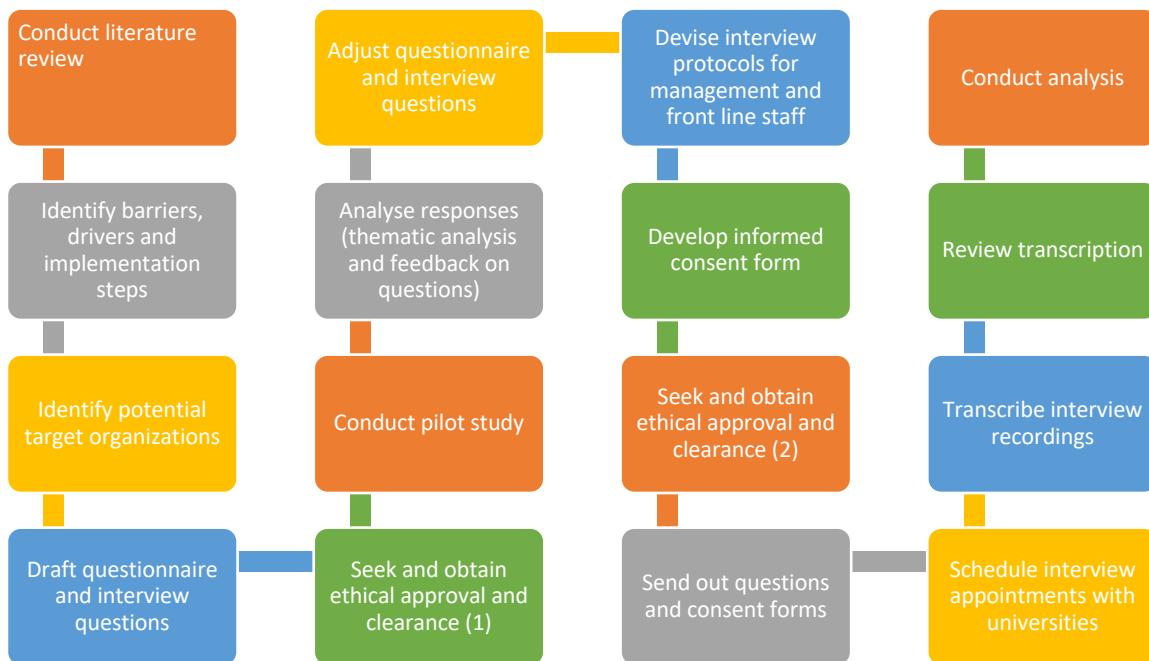 Conduct literature
review
Identify barriers,
drivers and
implementation
steps
Identify potential
target organizations
Draft questionnaire
and interview
questions
Seek and obtain
ethical approval and
clearance (1)
Conduct pilot study
Analyse responses
(thematic analysis
and feedback on
questions)
Adjust questionnaire
and interview
questions
Devise interview
protocols for
management and
front line staff
Develop informed
consent form
Seek and obtain
ethical approval and
clearance (2)
Send out questions
and consent forms
Schedule interview
appointments with
universities
Transcribe interview
recordings
Review transcription
Conduct analysis